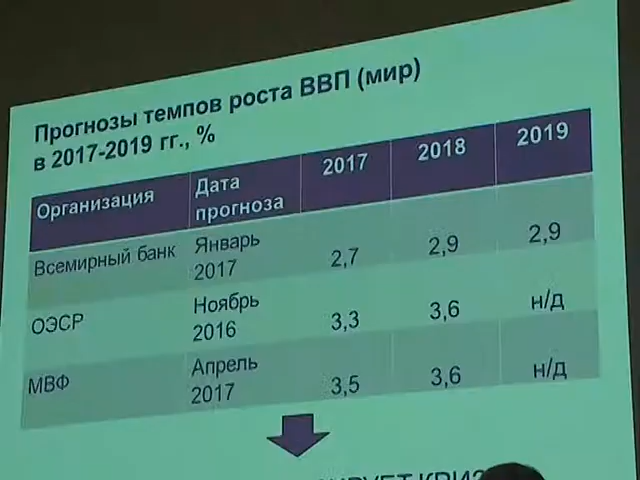 Прогнозы темпов роста ВВП (мир)
в 2017-2019 гг., %
Организация Дата прогноза 2017 2018 2019
Всемирный банк Январь 2017 2,7 2,9 2,9
ОЭСР Ноябрь 2016 3,3 3,6 н/д
МВФ Апрель 2017 3,5 3,6 н/д